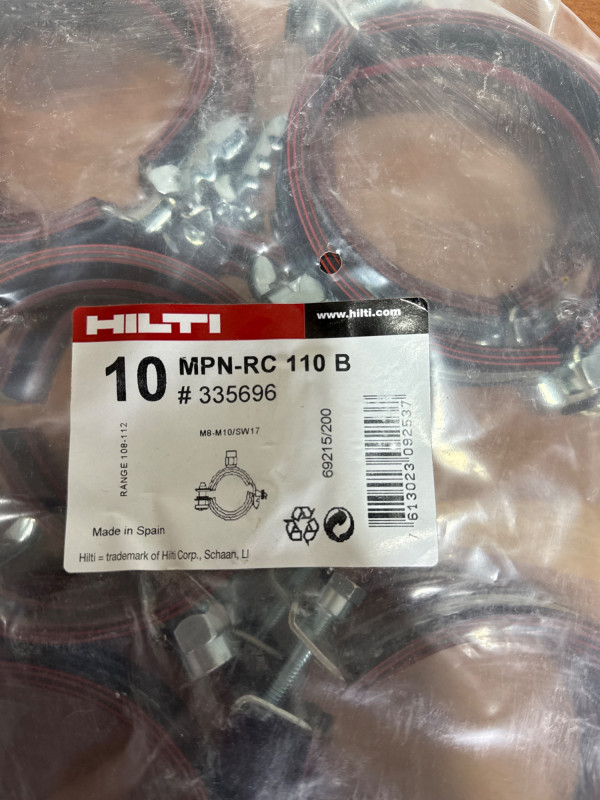 HILTI
www.hilti.com
10 MPN-RC 110 B
# 335696
RANGE 108-112
M8-M10/SW17
69215/200
7613023092537
Made in Spain
Hilti = trademark of Hilti Corp., Schaan, LI